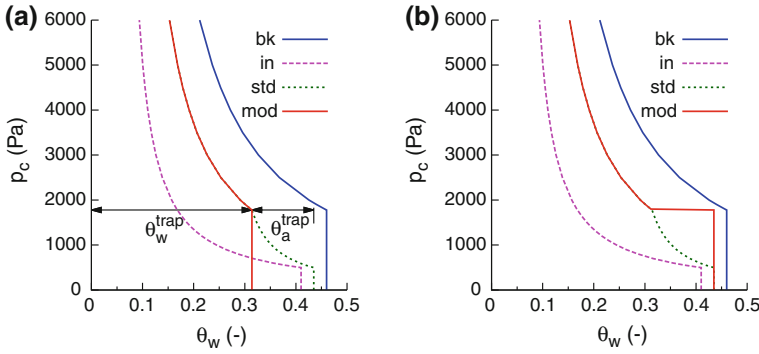 (a)
p_c (Pa)
6000
5000
4000
3000
2000
1000
0
bk
in
std
mod
θ_w^trap
θ_a^trap
0 0.1 0.2 0.3 0.4 0.5
θ_w (-)
(b)
p_c (Pa)
6000
5000
4000
3000
2000
1000
0
bk
in
std
mod
0 0.1 0.2 0.3 0.4 0.5
θ_w (-)